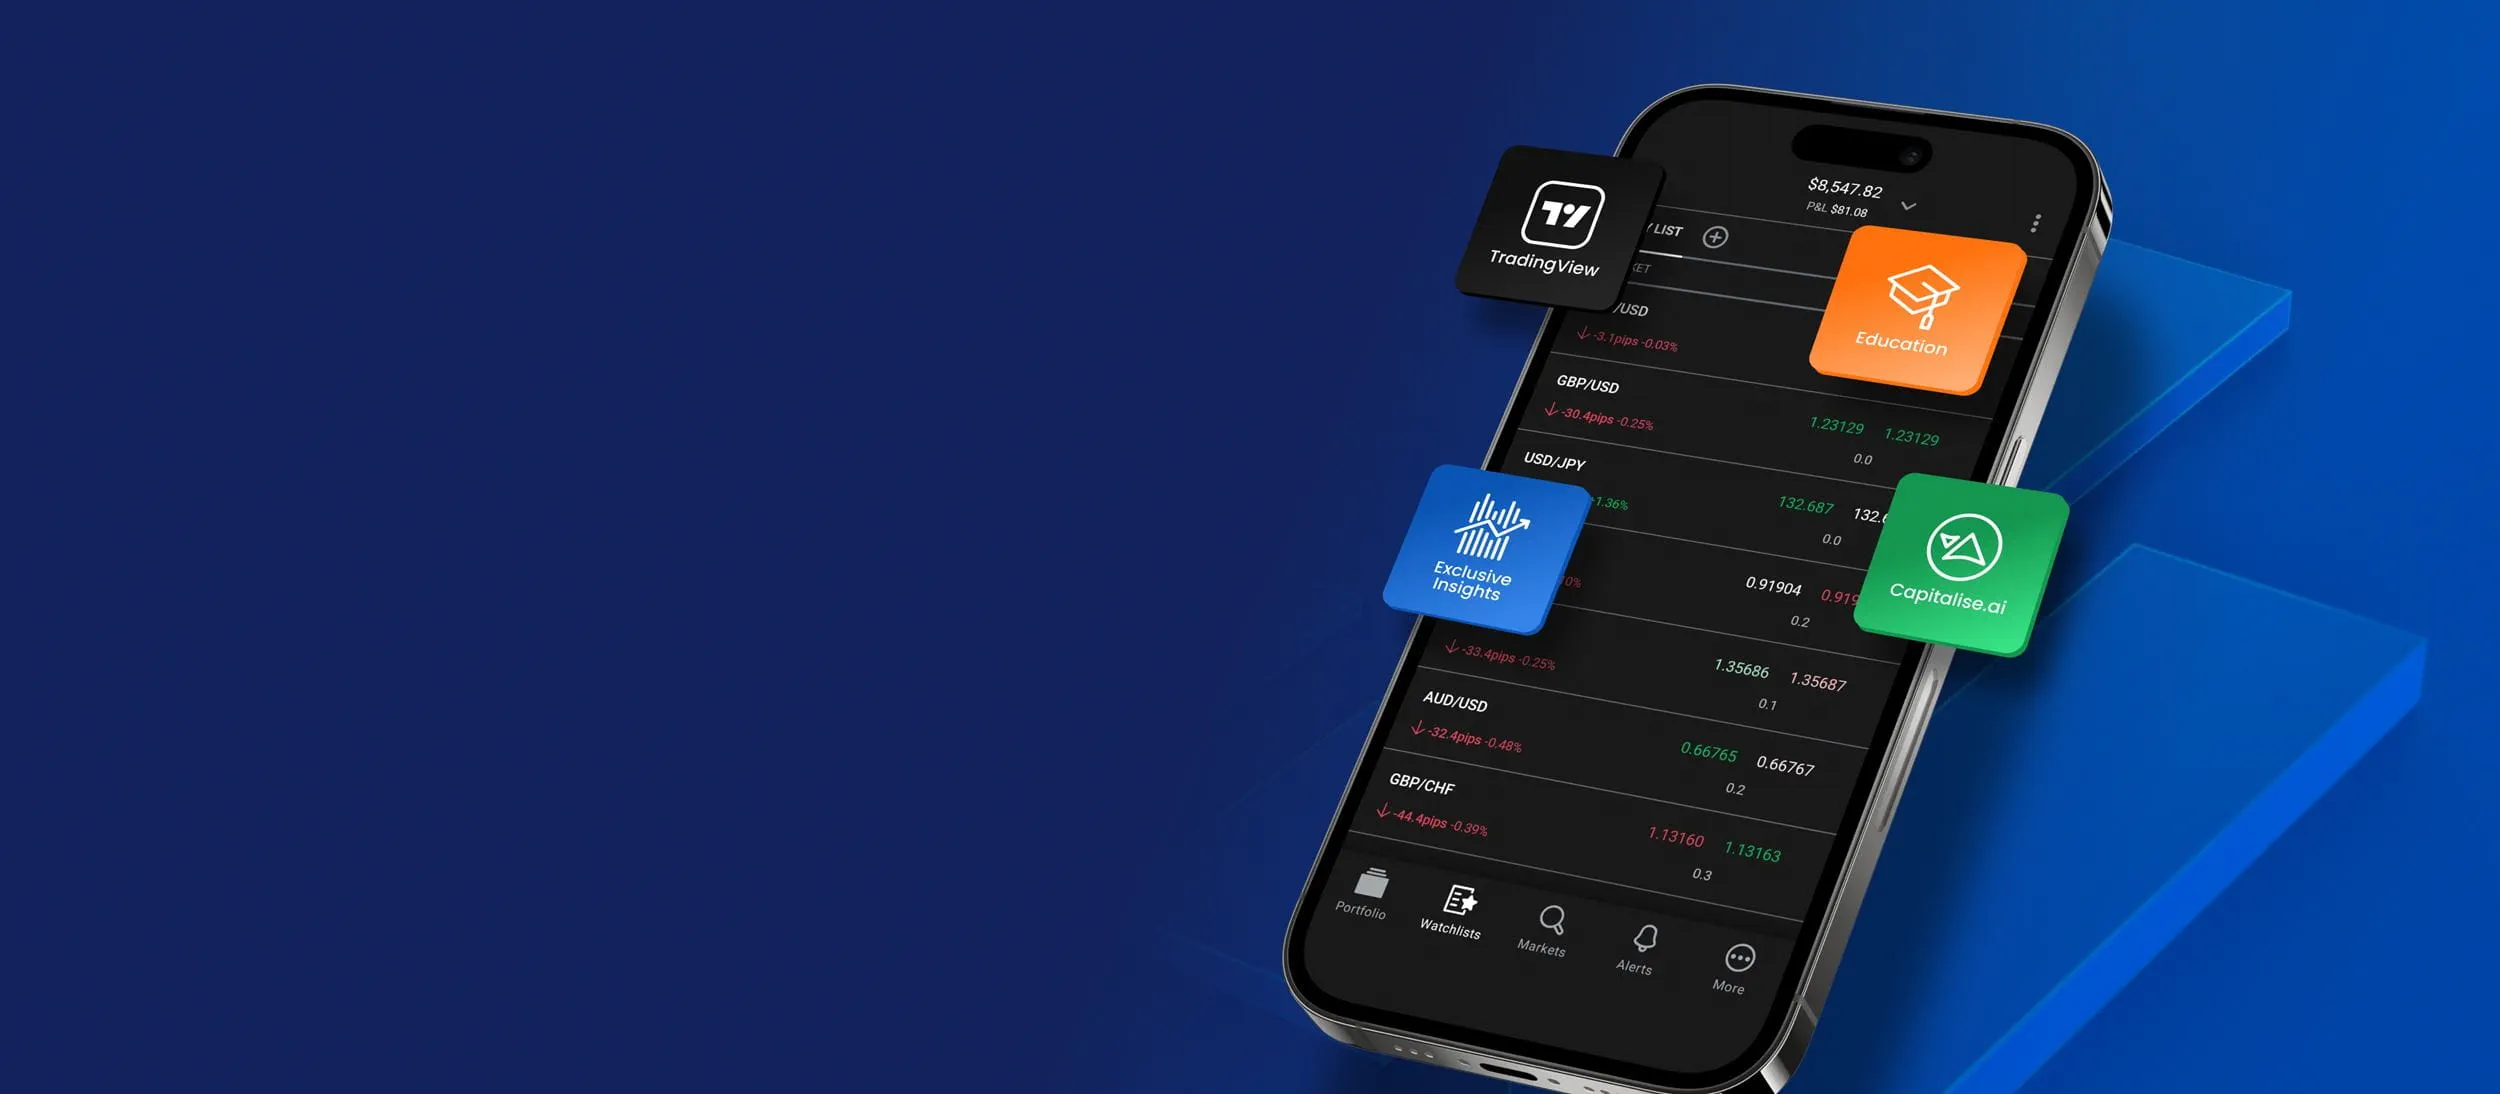 $8,547.82
P&L $81.08
TradingView
LIST
/USD
-3.1pips -0.03%
Education
GBP/USD
-30.4pips -0.25%
1.23129 1.23129
0.0
USD/JPY
1.36%
132.687 132.6
0.0
Exclusive
Insights
0.91904 0.919
0.2
Capitalise.ai
-33.4pips -0.25%
1.35686 1.35687
0.1
AUD/USD
-32.4pips -0.48%
0.66765 0.66767
0.2
GBP/CHF
-44.4pips -0.39%
1.13160 1.13163
0.3
Portfolio
Watchlists
Markets
Alerts
More